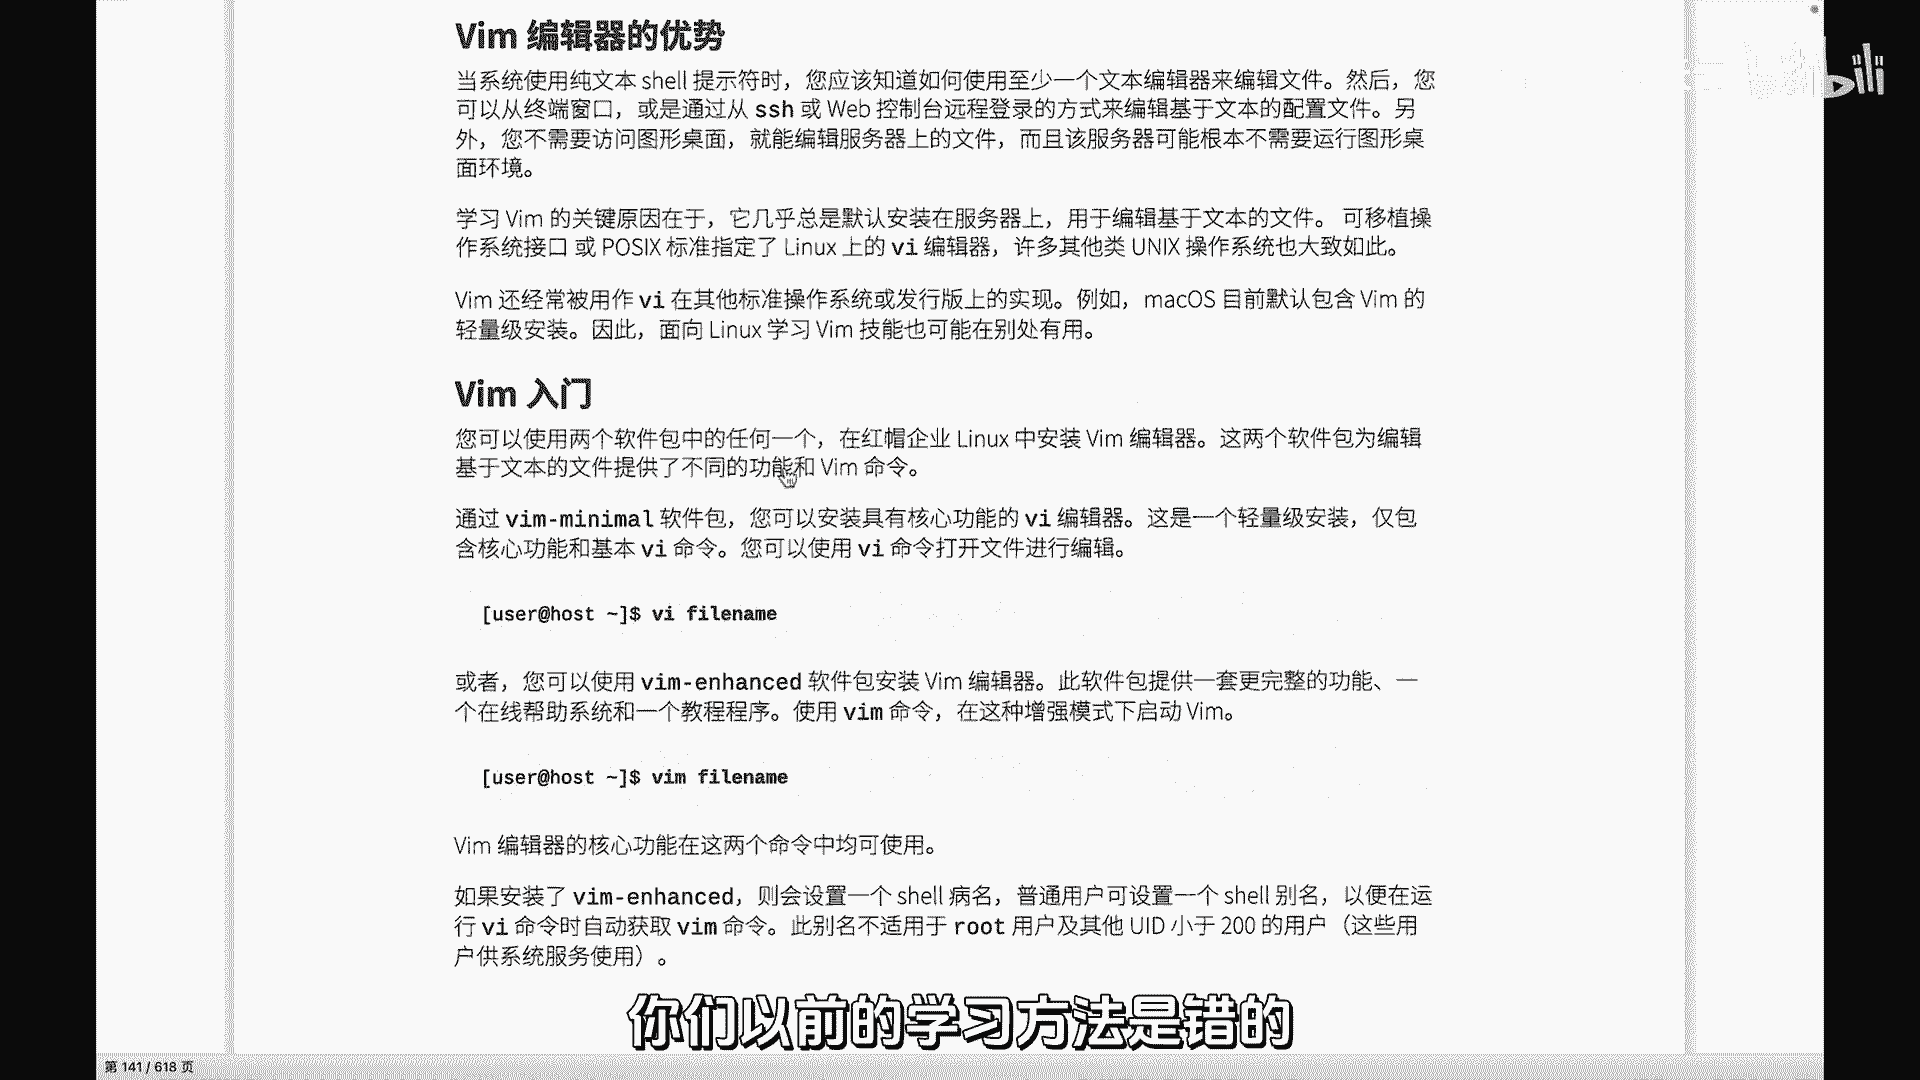 Vim 编辑器的优势
当系统使用纯文本 shell 提示符时，您应该知道如何使用至少一个文本编辑器来编辑文件。然后，您
可以从终端窗口，或是通过从 ssh 或 Web 控制台远程登录的方式来编辑基于文本的配置文件。另
外，您不需要访问图形桌面，就能编辑服务器上的文件，而且该服务器可能根本不需要运行图形桌
面环境。
学习 Vim 的关键原因在于，它几乎总是默认安装在服务器上，用于编辑基于文本的文件。 可移植操
作系统接口 或 POSIX 标准指定了 Linux 上的 vi 编辑器，许多其他类 UNIX 操作系统也大致如此。
Vim 还经常被用作 vi 在其他标准操作系统或发行版上的实现。例如，macOS 目前默认包含 Vim 的
轻量级安装。因此，面向 Linux 学习 Vim 技能也可能在别处有用。
Vim 入门
您可以使用两个软件包中的任何一个，在红帽企业 Linux 中安装 Vim 编辑器。这两个软件包为编辑
基于文本的文件提供了不同的功能和 Vim 命令。
通过 vim-minimal 软件包，您可以安装具有核心功能的 vi 编辑器。这是一个轻量级安装，仅包
含核心功能和基本 vi 命令。您可以使用 vi 命令打开文件进行编辑。
[user@host ~]$ vi filename
或者，您可以使用 vim-enhanced 软件包安装 Vim 编辑器。此软件包提供一套更完整的功能、一
个在线帮助系统和一个教程程序。使用 vim 命令，在这种增强模式下启动 Vim。
[user@host ~]$ vim filename
Vim 编辑器的核心功能在这两个命令中均可使用。
如果安装了 vim-enhanced，则会设置一个 shell 病名，普通用户可设置一个 shell 别名，以便在运
行 vi 命令时自动获取 vim 命令。此别名不适用于 root 用户及其他 UID 小于 200 的用户（这些用
户供系统服务使用）。
你们以前的学习方法是错的
第 141 / 618 页